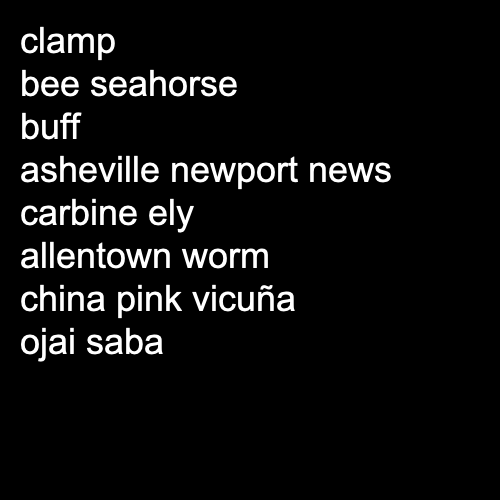 clamp
bee seahorse
buff
asheville newport news
carbine ely
allentown worm
china pink vicuña
ojai saba